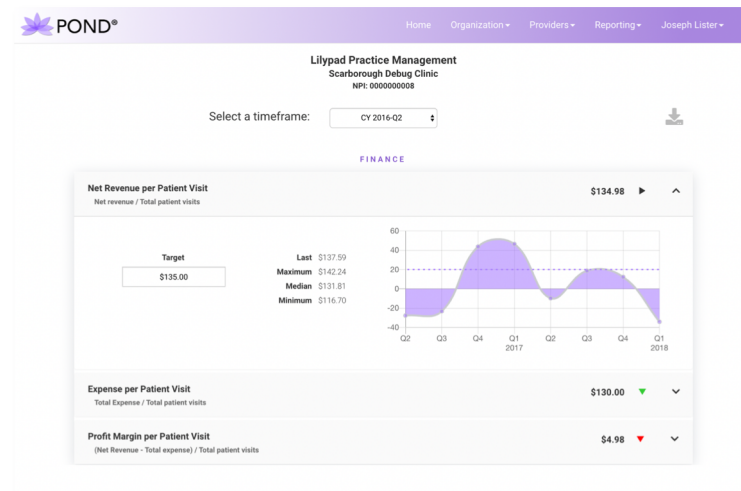 POND®
Home Organization Providers Reporting Joseph Lister
Lilypad Practice Management
Scarborough Debug Clinic
NPI: 0000000008
Select a timeframe: CY 2016-Q2
FINANCE
Net Revenue per Patient Visit $134.98
Net revenue / Total patient visits
Target
$135.00
Last $137.59
Maximum $142.24
Median $131.81
Minimum $116.70
60
40
20
0
-20
-40
Q2 Q3 Q4 Q1 Q2 Q3 Q4 Q1
2017 2018
Expense per Patient Visit $130.00
Total Expense / Total patient visits
Profit Margin per Patient Visit $4.98
(Net Revenue - Total expense) / Total patient visits